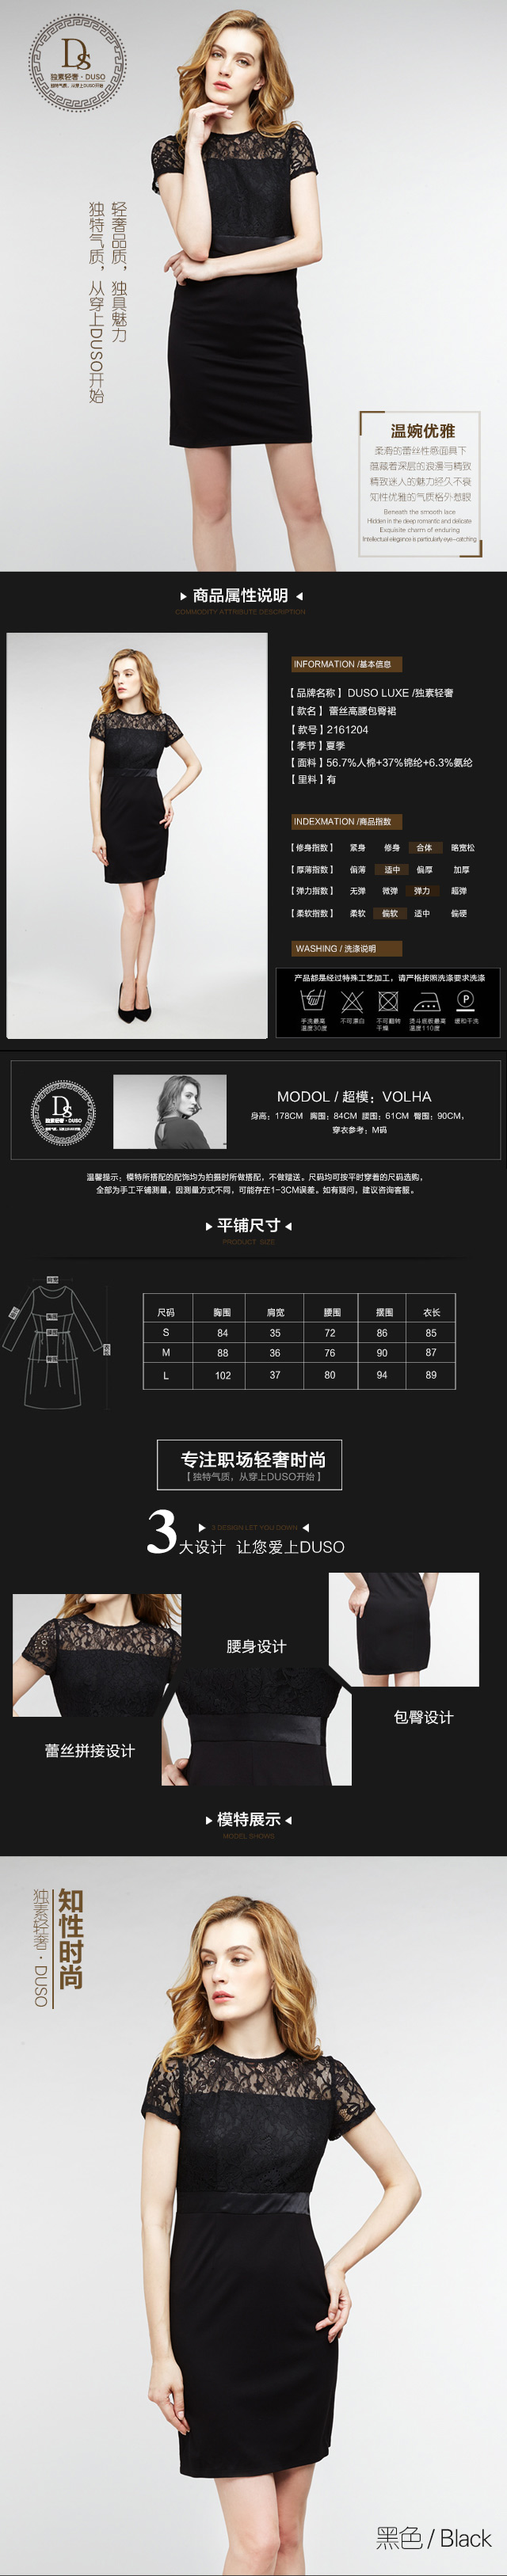 DS
独素轻奢·DUSO
独特气质，从穿上DUSO开始
轻奢品质，独具魅力
独特气质，从穿上DUSO开始
温婉优雅
柔滑的蕾丝性感面具下
蕴藏着深层的浪漫与精致
精致迷人的魅力经久不衰
知性优雅的气质格外惹眼
Beneath the smooth lace
Hidden in the deep romantic and delicate
Exquisite charm of enduring
Intellectual elegance is particularly eye-catching
商品属性说明
COMMODITY ATTRIBUTE DESCRIPTION
INFORMATION /基本信息
【 品牌名称 】 DUSO LUXE /独素轻奢
【 款名 】 蕾丝高腰包臀裙
【 款号 】2161204
【 季节 】夏季
【 面料 】56.7%人棉+37%锦纶+6.3%氨纶
【 里料 】有
INDEXMATION /商品指数
【 修身指数 】 紧身 修身 合体 略宽松
【 厚薄指数 】 偏薄 适中 偏厚 加厚
【 弹力指数 】 无弹 微弹 弹力 超弹
【 柔软指数 】 柔软 偏软 适中 偏硬
WASHING / 洗涤说明
产品都是经过特殊工艺加工，请严格按照洗涤要求洗涤
P
手洗最高温度30度 不可漂白 不可翻转干燥 熨斗底板最高温度110度 缓和干洗
DS
独素轻奢·DUSO
独特气质，从穿上DUSO开始
MODOL / 超模：VOLHA
身高：178CM 胸围：84CM 腰围：61CM 臀围：90CM，
穿衣参考：M码
温馨提示：模特所搭配的配饰均为拍摄时所做搭配，不做赠送。尺码均可按平时穿着的尺码选购，
全部为手工平铺测量，因测量方式不同，可能存在1-3CM误差。如有疑问，建议咨询客服。
平铺尺寸
PRODUCT SIZE
尺码 胸围 肩宽 腰围 摆围 衣长
S 84 35 72 86 85
M 88 36 76 90 87
L 102 37 80 94 89
专注职场轻奢时尚
【 独特气质，从穿上DUSO开始 】
3 DESIGN LET YOU DOWN
3大设计 让您爱上DUSO
腰身设计
包臀设计
蕾丝拼接设计
模特展示
MODEL SHOWS
知性时尚
独素轻奢·DUSO
黑色 / Black